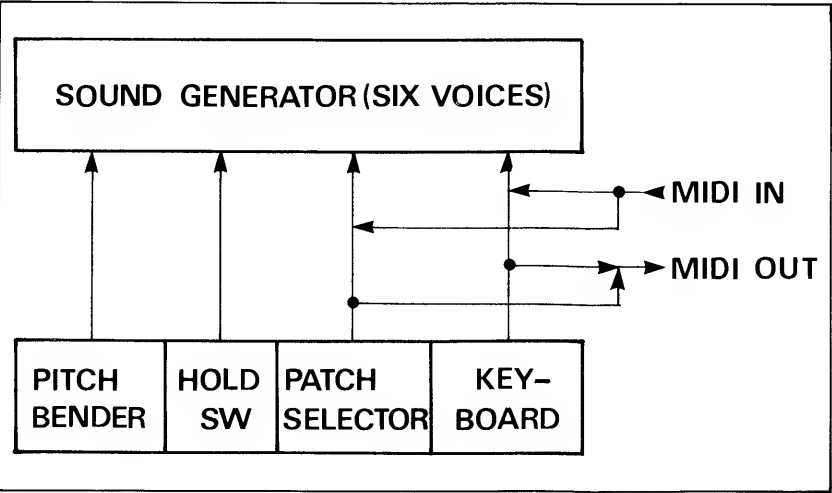 SOUND GENERATOR (SIX VOICES)
MIDI IN
MIDI OUT
PITCH
BENDER
HOLD
SW
PATCH
SELECTOR
KEY-
BOARD